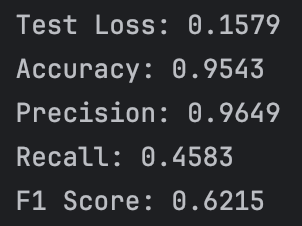 Test Loss: 0.1579
Accuracy: 0.9543
Precision: 0.9649
Recall: 0.4583
F1 Score: 0.6215